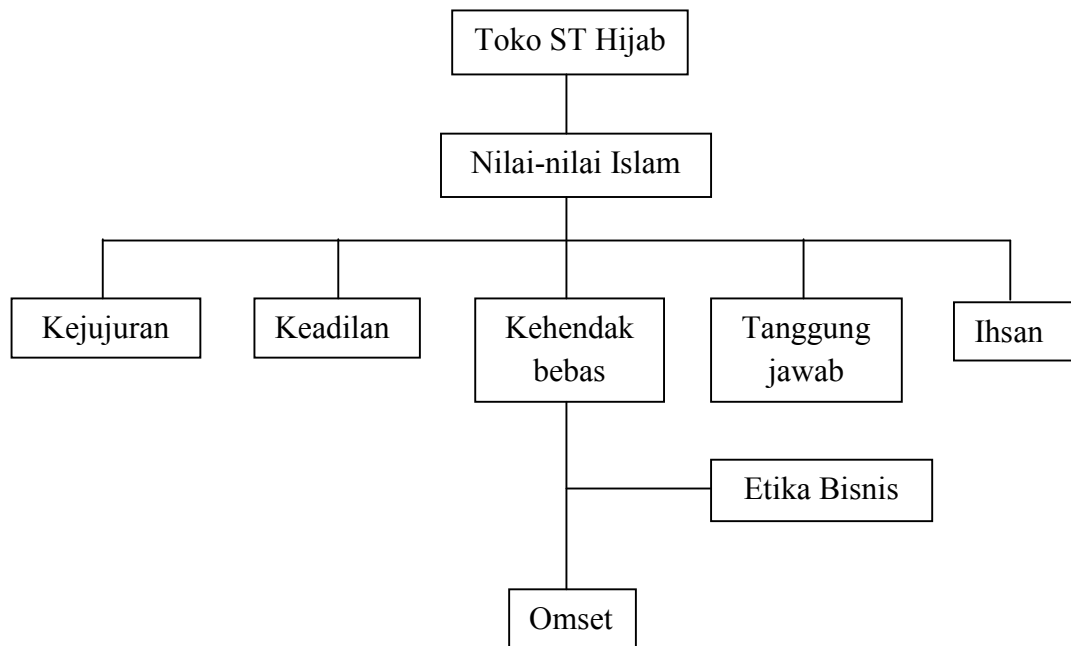 Toko ST Hijab
Nilai-nilai Islam
Kejujuran
Keadilan
Kehendak
bebas
Tanggung
jawab
Ihsan
Etika Bisnis
Omset